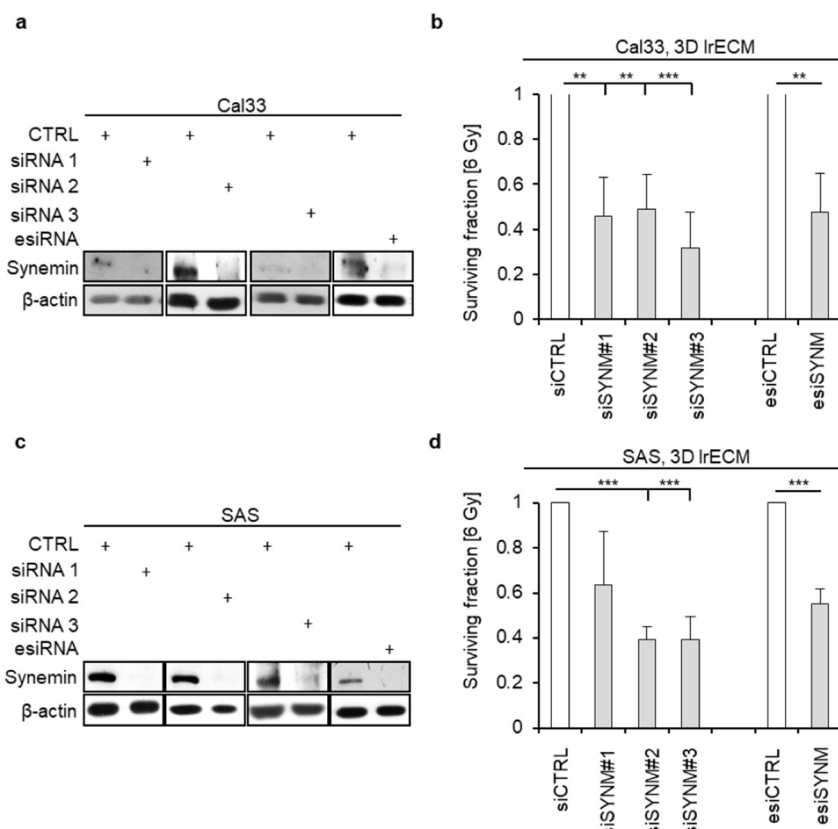 a
Cal33
CTRL + + + +
siRNA 1 +
siRNA 2 +
siRNA 3 +
esiRNA +
Synemin
β-actin
b
Cal33, 3D lrECM
** ** *** **
Surviving fraction [6 Gy]
1
0.8
0.6
0.4
0.2
0
siCTRL
siSYNM#1
siSYNM#2
siSYNM#3
esiCTRL
esiSYNM
c
SAS
CTRL + + + +
siRNA 1 +
siRNA 2 +
siRNA 3 +
esiRNA +
Synemin
β-actin
d
SAS, 3D lrECM
*** *** ***
Surviving fraction [6 Gy]
1
0.8
0.6
0.4
0.2
0
siCTRL
siSYNM#1
siSYNM#2
siSYNM#3
esiCTRL
esiSYNM